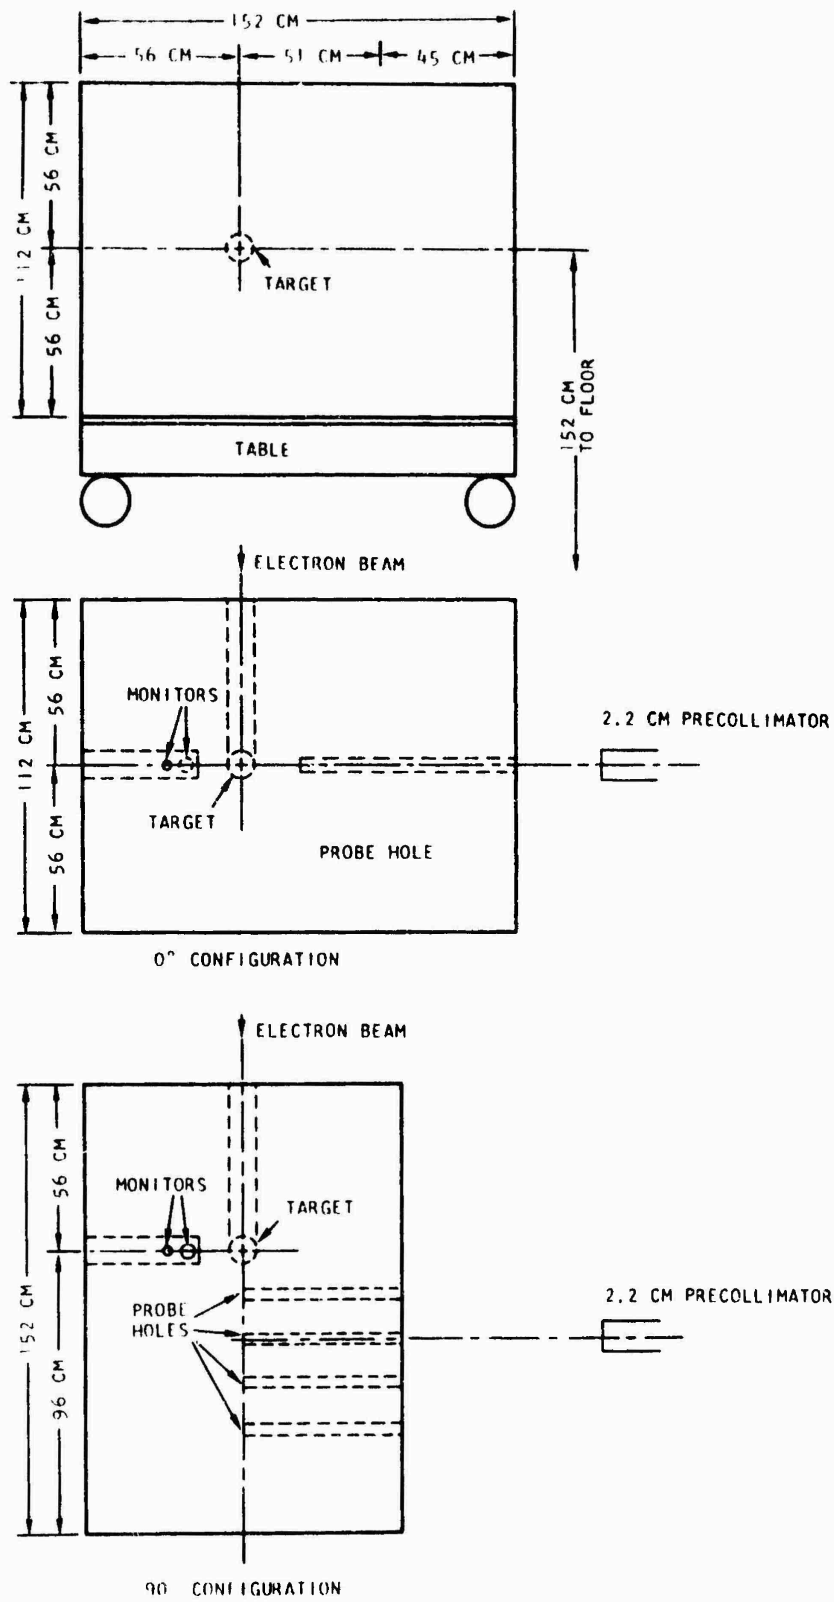 152 CM
56 CM
51 CM
45 CM
56 CM
112 CM
56 CM
TARGET
152 CM
TO FLOOR
TABLE
ELECTRON BEAM
56 CM
MONITORS
2.2 CM PRECOLLIMATOR
112 CM
TARGET
56 CM
PROBE HOLE
0° CONFIGURATION
ELECTRON BEAM
56 CM
MONITORS
TARGET
PROBE
HOLES
2.2 CM PRECOLLIMATOR
152 CM
96 CM
90 CONFIGURATION